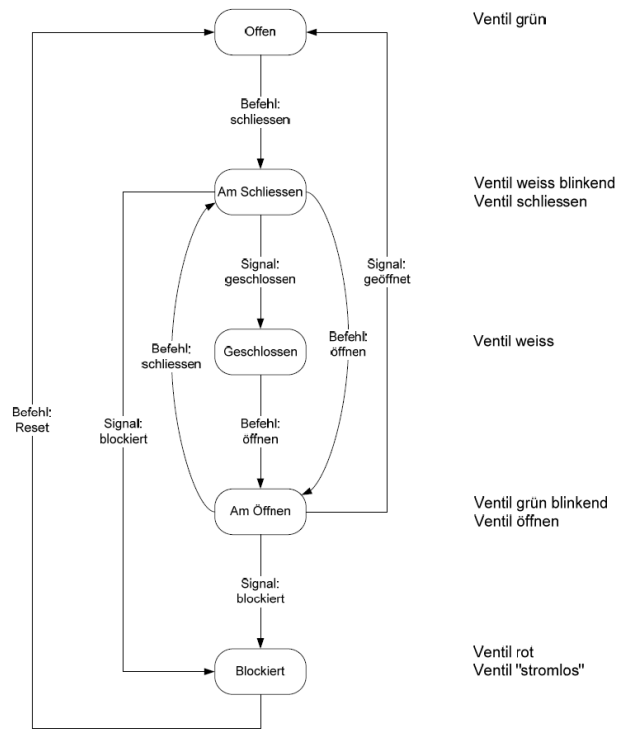 Offen
Ventil grün
Befehl:
schliessen
Am Schliessen
Ventil weiss blinkend
Ventil schliessen
Signal:
geschlossen
Signal:
geöffnet
Befehl:
schliessen
Geschlossen
Befehl:
öffnen
Ventil weiss
Befehl:
Reset
Signal:
blockiert
Befehl:
öffnen
Am Öffnen
Ventil grün blinkend
Ventil öffnen
Signal:
blockiert
Blockiert
Ventil rot
Ventil "stromlos"